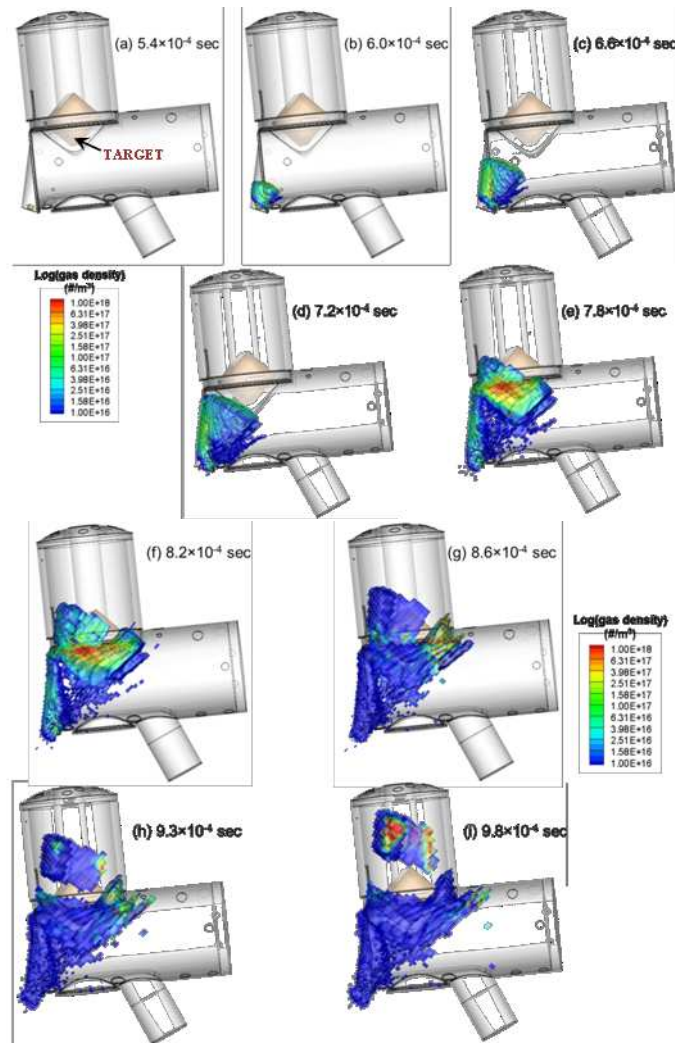 (a) 5.4×10⁻⁴ sec
(b) 6.0×10⁻⁴ sec
(c) 6.6×10⁻⁴ sec
TARGET
Log(gas density)
(#/m³)
1.00E+18
6.31E+17
3.98E+17
2.51E+17
1.58E+17
1.00E+17
6.31E+16
3.98E+16
2.51E+16
1.58E+16
1.00E+16
(d) 7.2×10⁻⁴ sec
(e) 7.8×10⁻⁴ sec
(f) 8.2×10⁻⁴ sec
(g) 8.6×10⁻⁴ sec
Log(gas density)
(#/m³)
1.00E+18
6.31E+17
3.98E+17
2.51E+17
1.58E+17
1.00E+17
6.31E+16
3.98E+16
2.51E+16
1.58E+16
1.00E+16
(h) 9.3×10⁻⁴ sec
(i) 9.8×10⁻⁴ sec